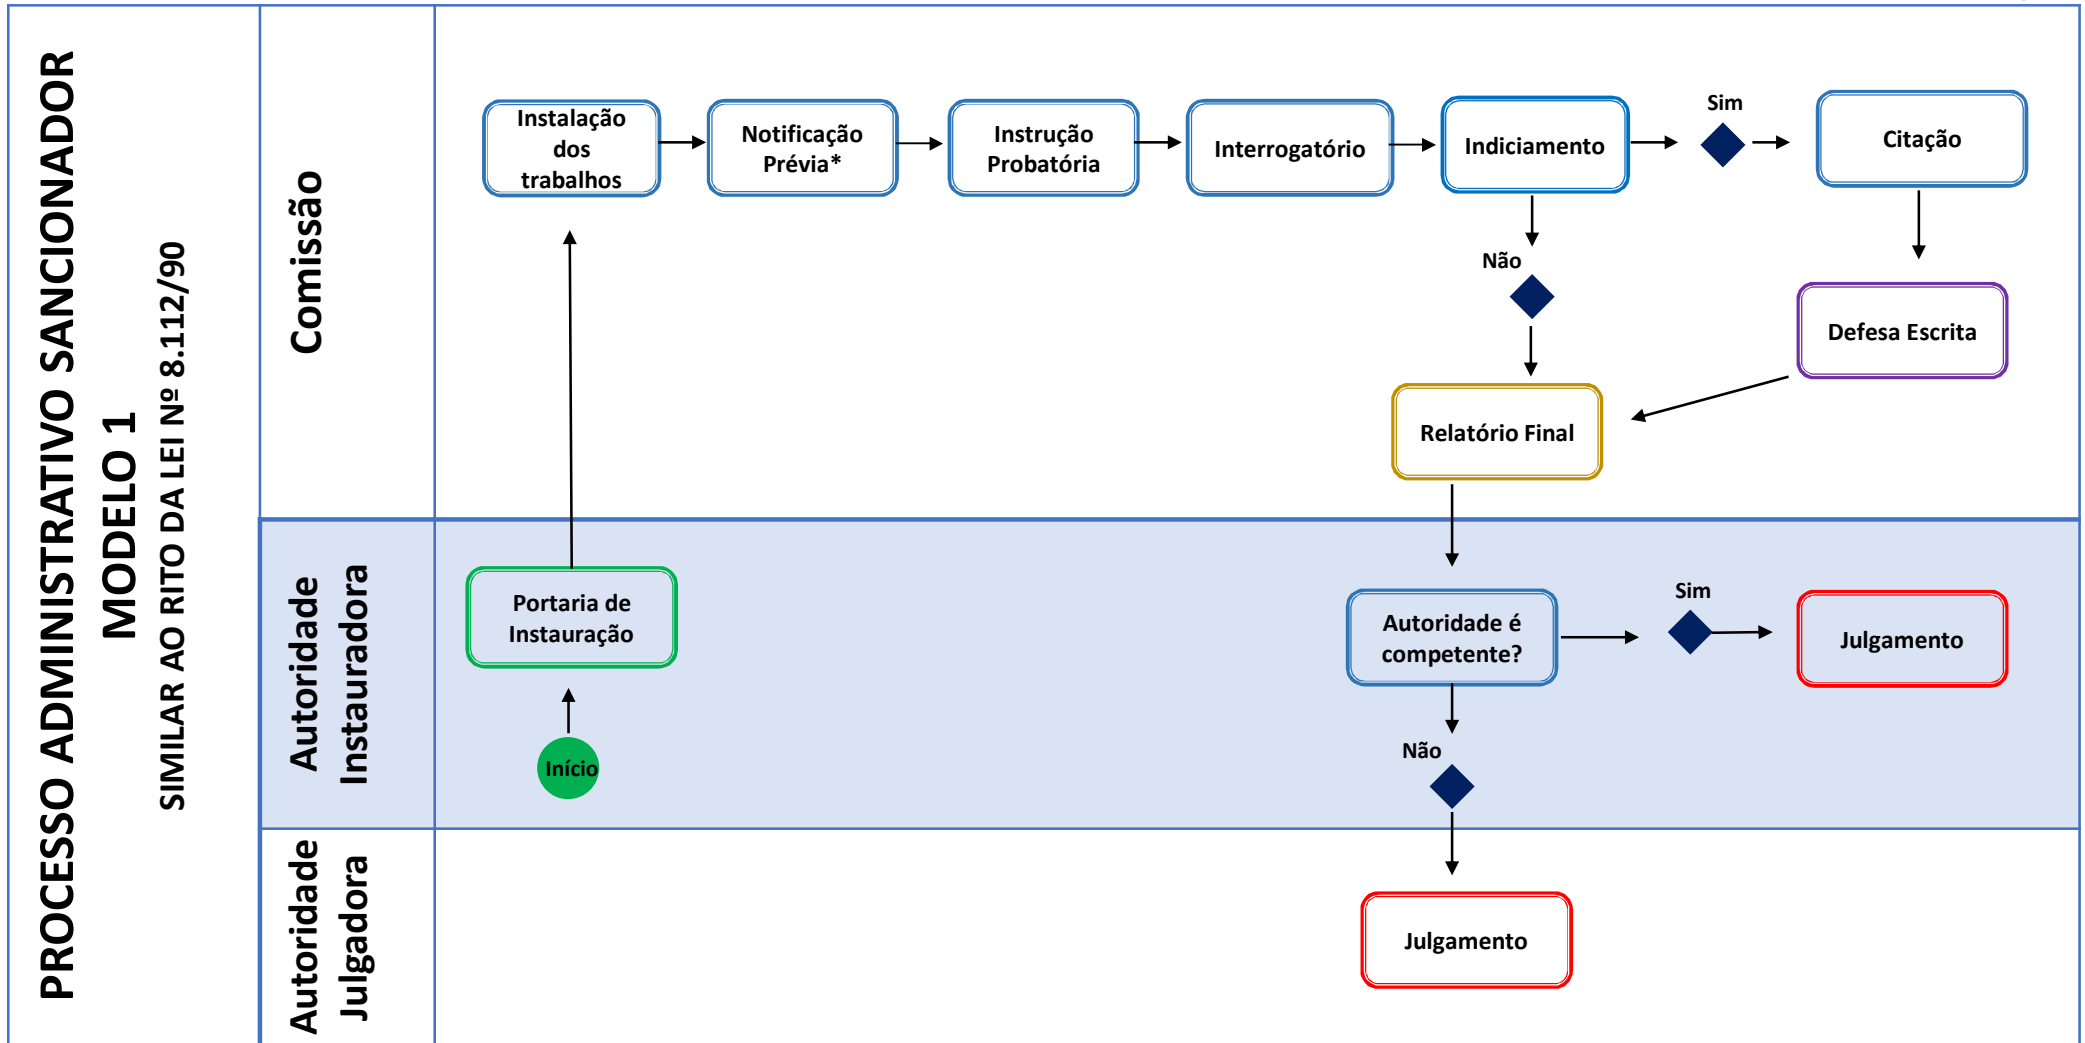 PROCESSO ADMINISTRATIVO SANCIONADOR
MODELO 1
SIMILAR AO RITO DA LEI Nº 8.112/90
Comissão
Instalação
dos
trabalhos
Notificação
Prévia*
Instrução
Probatória
Interrogatório
Indiciamento
Sim
Citação
Não
Defesa Escrita
Relatório Final
Autoridade
Instauradora
Portaria de
Instauração
Início
Autoridade é
competente?
Sim
Julgamento
Não
Autoridade
Julgadora
Julgamento